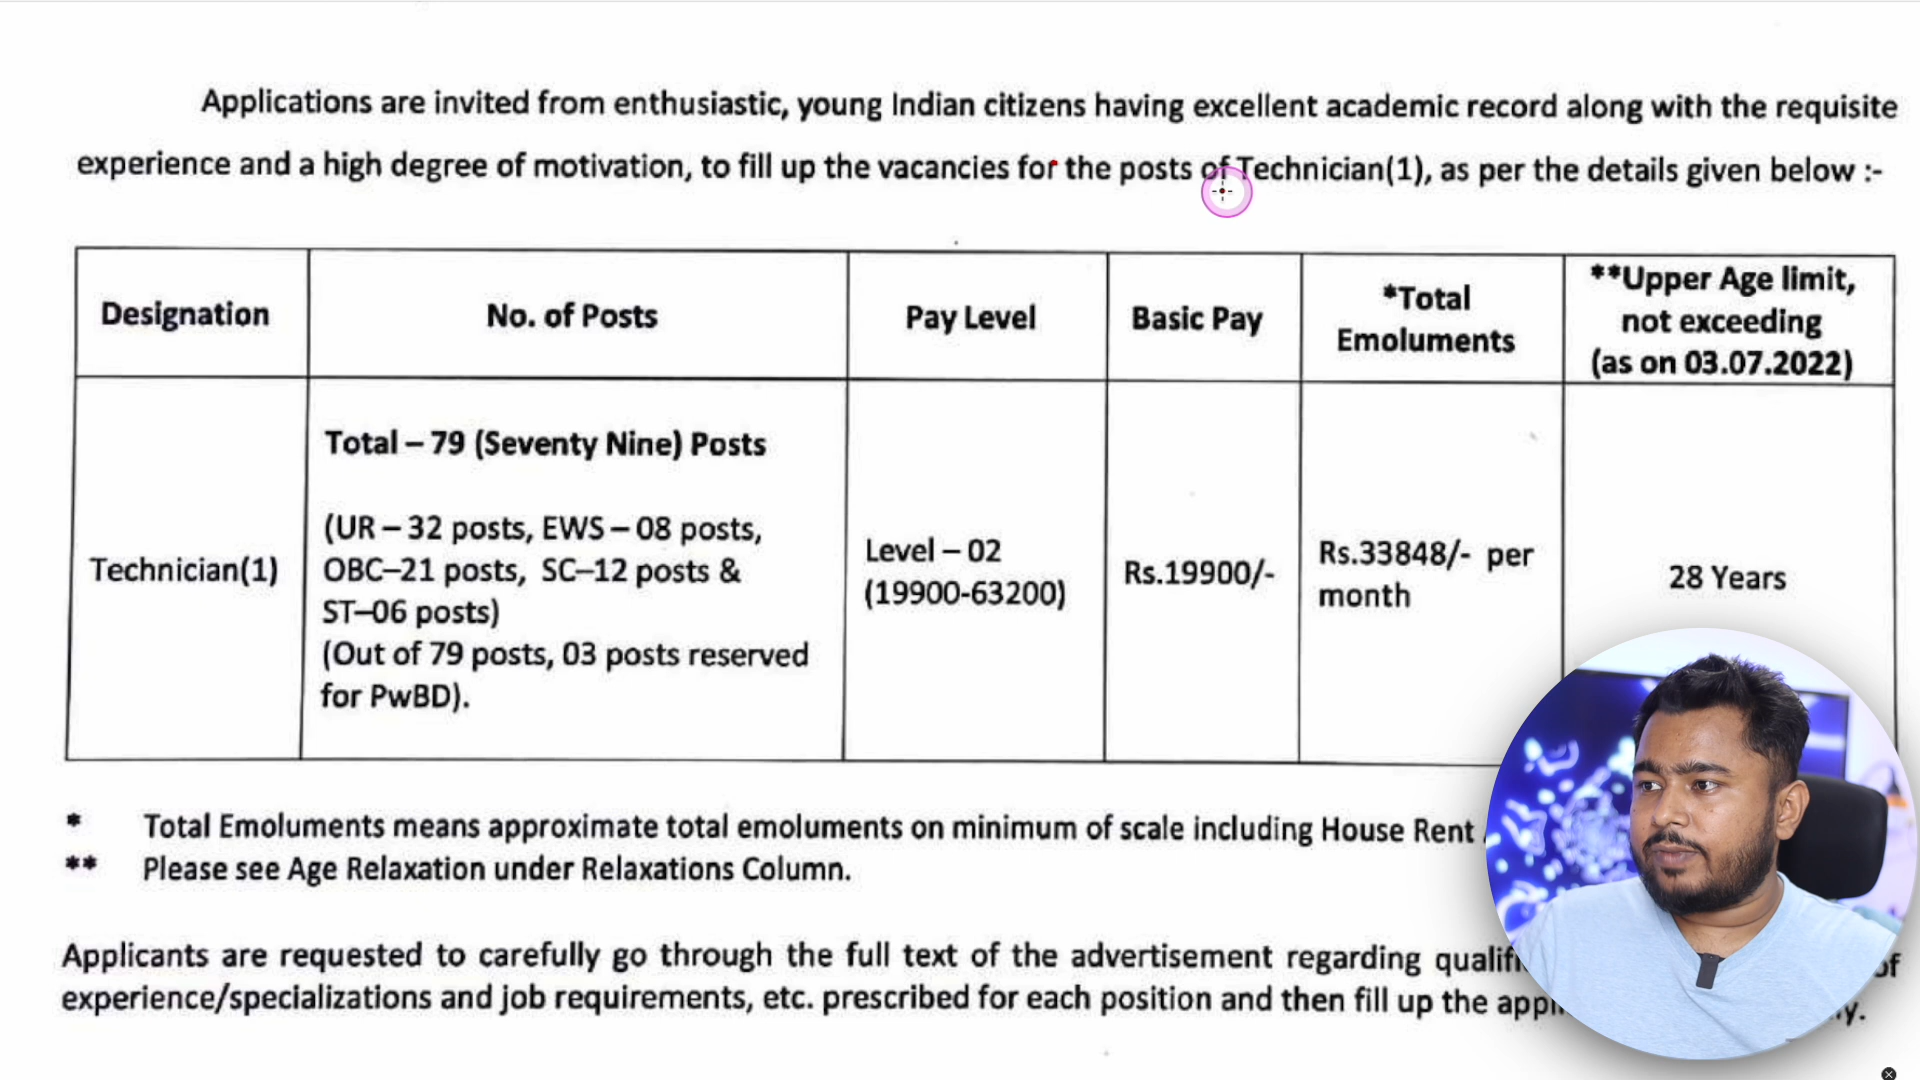 Applications are invited from enthusiastic, young Indian citizens having excellent academic record along with the requisite
experience and a high degree of motivation, to fill up the vacancies for the posts of Technician(1), as per the details given below :-
Designation
No. of Posts
Pay Level
Basic Pay
*Total
Emoluments
**Upper Age limit,
not exceeding
(as on 03.07.2022)
Technician(1)
Total – 79 (Seventy Nine) Posts
(UR – 32 posts, EWS – 08 posts,
OBC–21 posts, SC–12 posts &
ST–06 posts)
(Out of 79 posts, 03 posts reserved
for PwBD).
Level – 02
(19900-63200)
Rs.19900/-
Rs.33848/- per
month
28 Years
* Total Emoluments means approximate total emoluments on minimum of scale including House Rent
** Please see Age Relaxation under Relaxations Column.
Applicants are requested to carefully go through the full text of the advertisement regarding of
experience/specializations and job requirements, etc. prescribed for each position and then fill up the